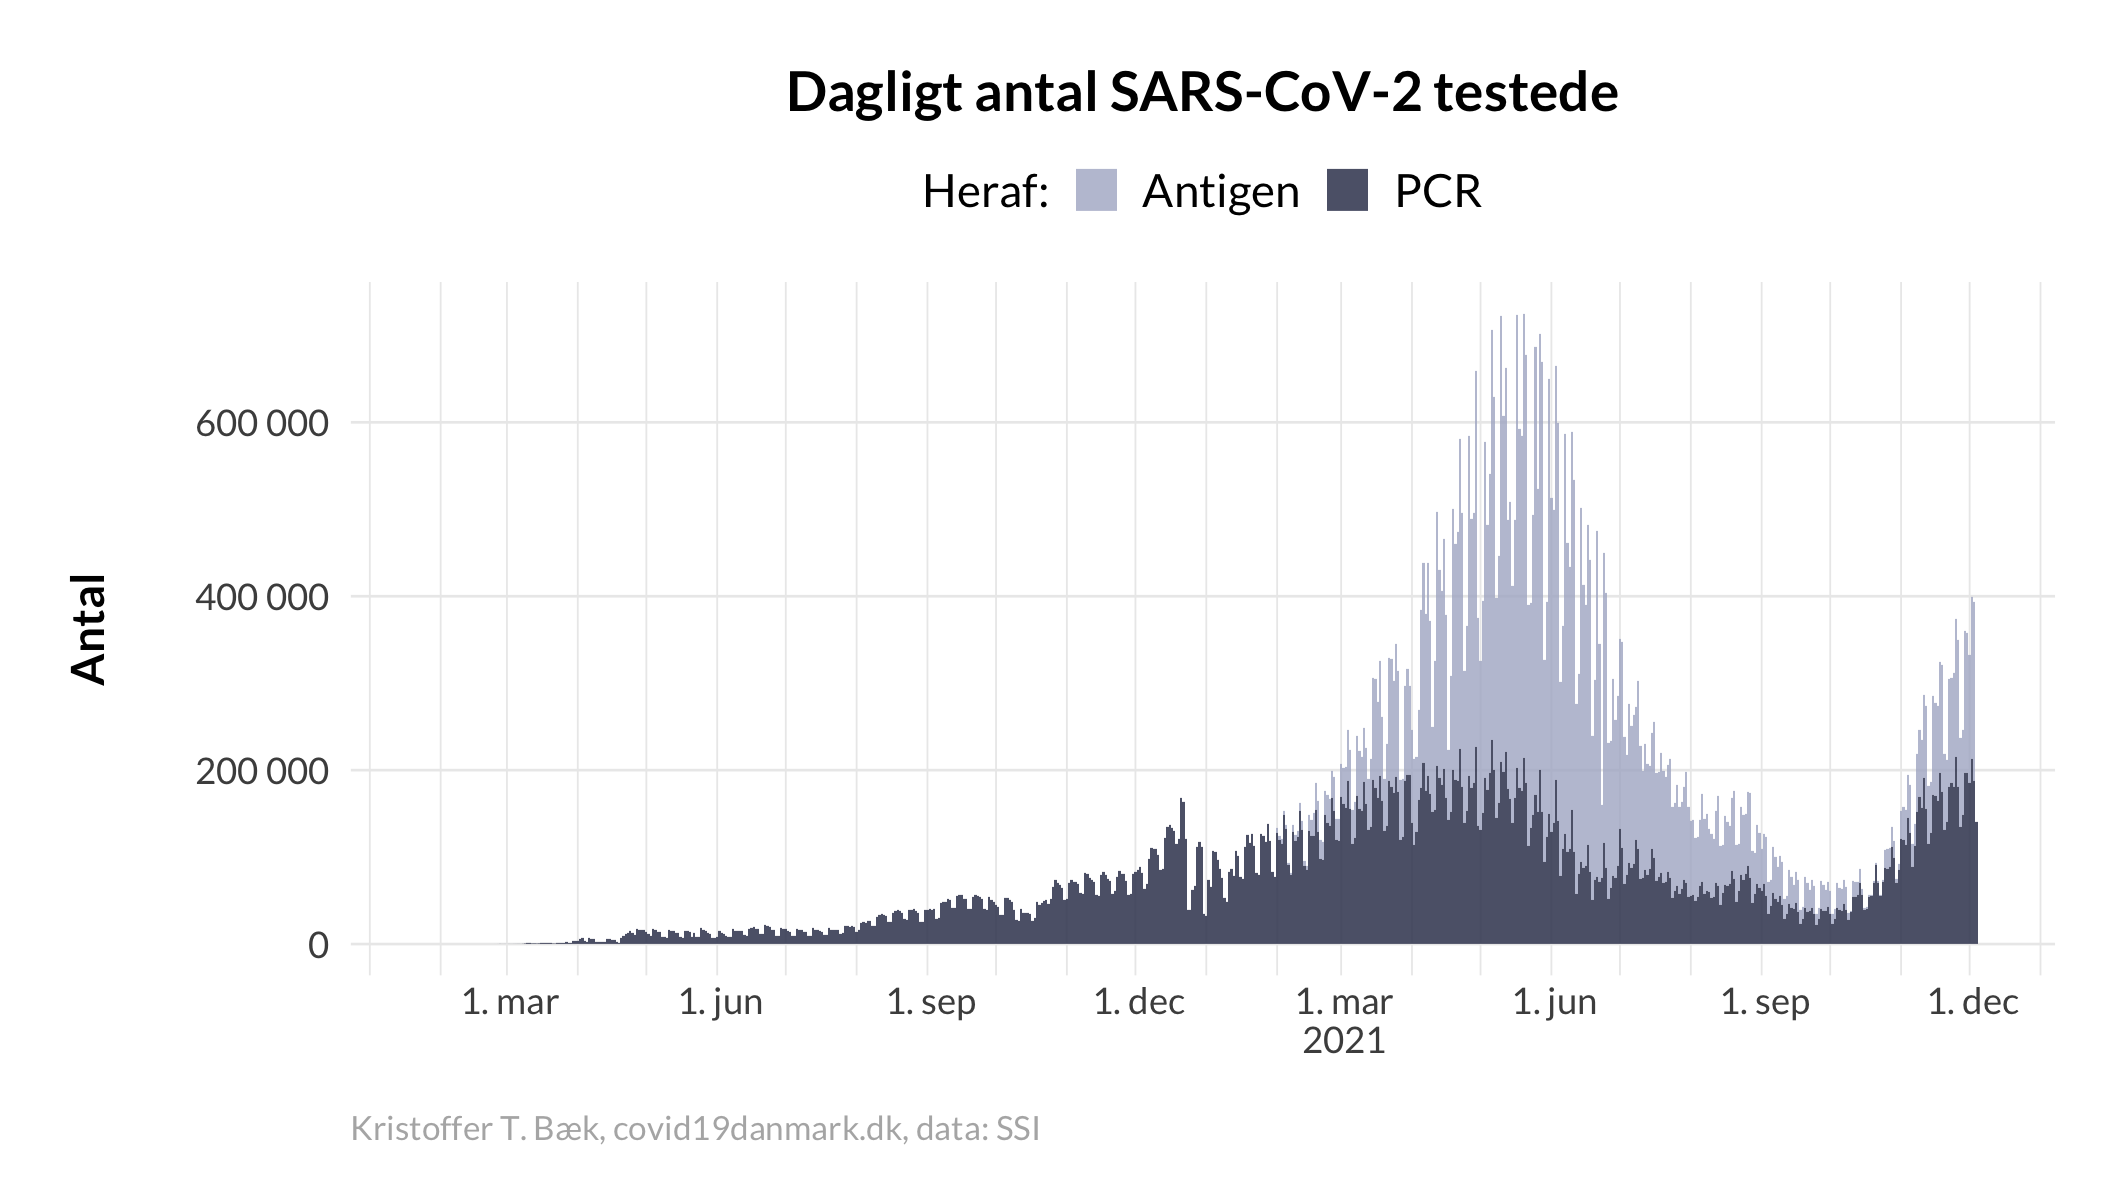 Dagligt antal SARS-CoV-2 testede
Heraf: Antigen PCR
Antal
600 000
400 000
200 000
0
1. mar 1. jun 1. sep 1. dec 1. mar 1. jun 1. sep 1. dec
2021
Kristoffer T. Bæk, covid19danmark.dk, data: SSI